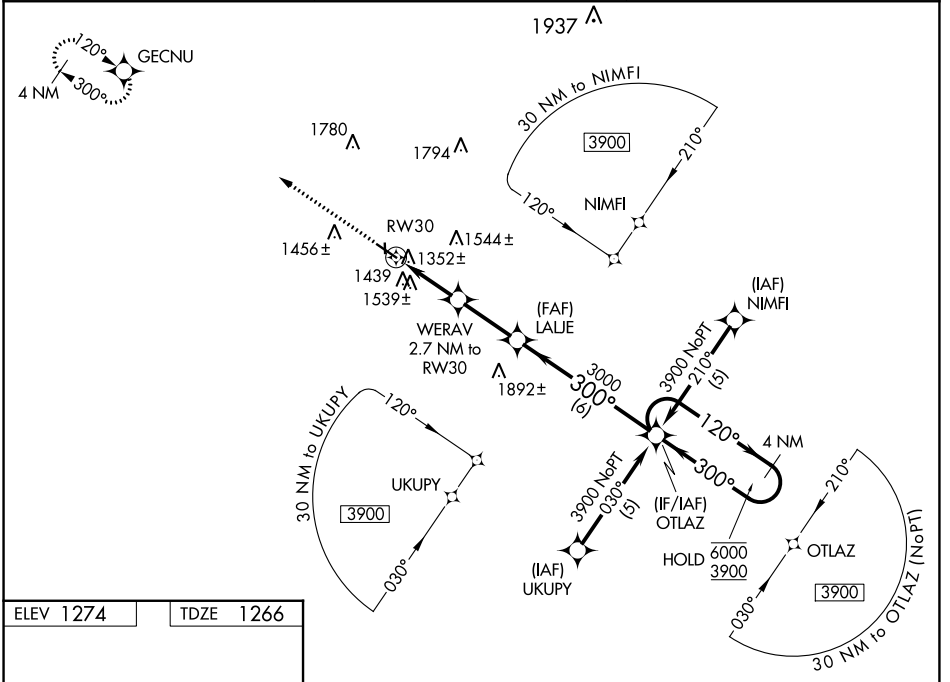 1937
120°
GECNU
4 NM
300°
30 NM to NIMFI
3900
210°
120°
NIMFI
1780
1794
RW30
1456±
1544±
1352±
1439
1539±
WERAV
2.7 NM to
RW30
(FAF)
LALJE
1892±
3000
300°
(6)
(IAF)
NIMFI
3900 NoPT
210°
(5)
120°
4 NM
300°
(IF/IAF)
OTLAZ
HOLD
6000
3900
3900 NoPT
030°
(5)
(IAF)
UKUPY
30 NM to UKUPY
120°
UKUPY
3900
030°
210°
OTLAZ
3900
030°
30 NM to OTLAZ (NoPT)
ELEV 1274
TDZE 1266